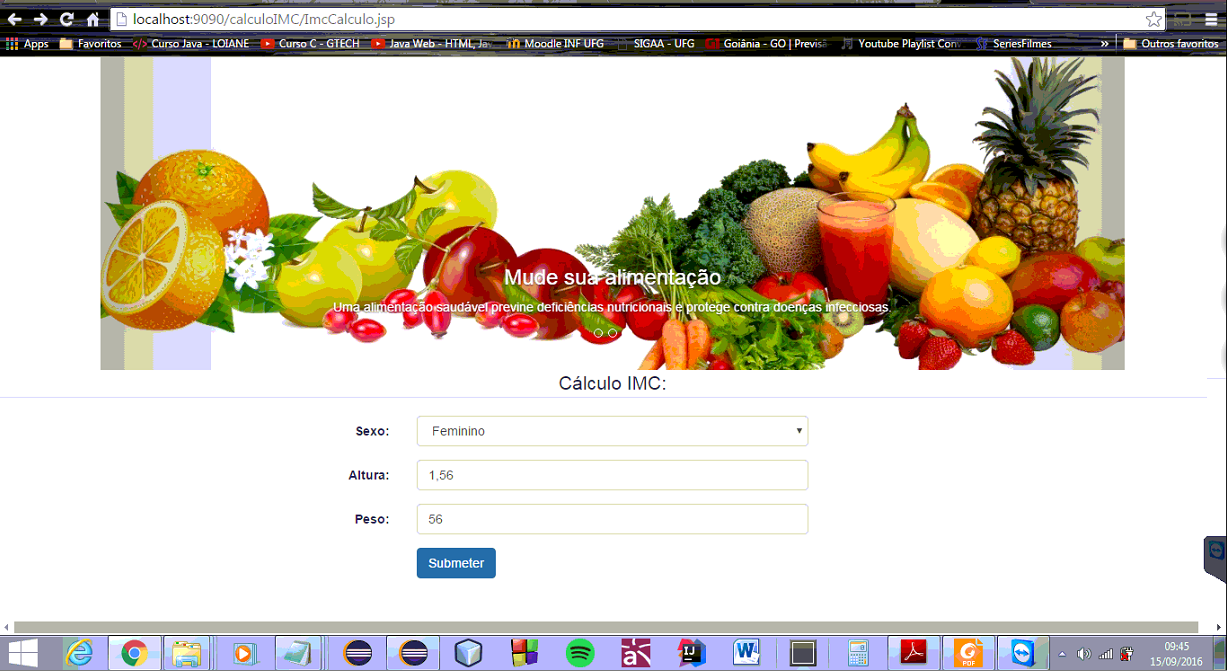 localhost:9090/calculoIMC/ImcCalculo.jsp
Apps Favoritos Curso Java - LOIANE Curso C - GTECH Java Web - HTML, Ja Moodle INF UFG SIGAA - UFG Goiânia - GO | Previsã Youtube Playlist Conv SeriesFilmes » Outros favoritos
Mude sua alimentação
Uma alimentação saudável previne deficiências nutricionais e protege contra doenças infecciosas.
Cálculo IMC:
Sexo: Feminino
Altura: 1,56
Peso: 56
Submeter
09:45
15/09/2016